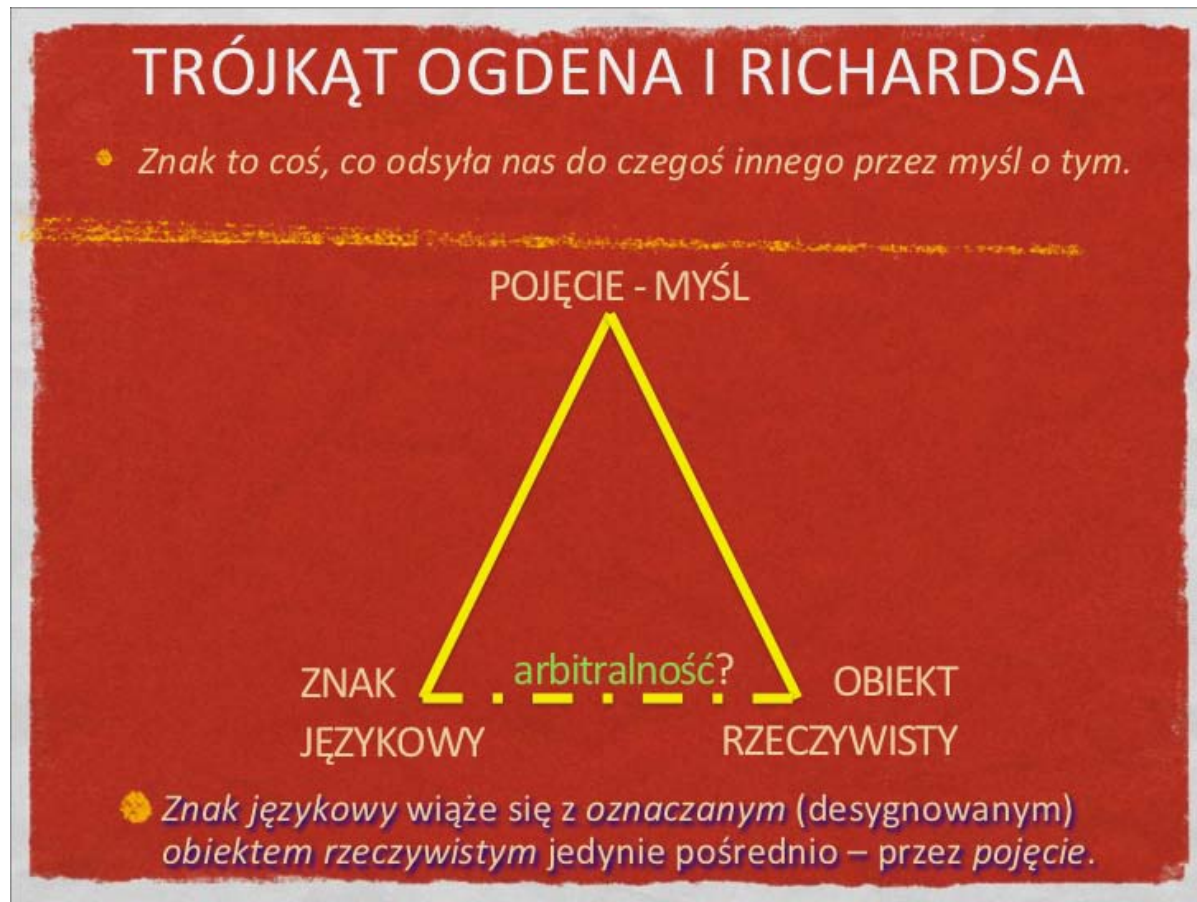 TRÓJKĄT OGDENA I RICHARDSA
Znak to coś, co odsyła nas do czegoś innego przez myśl o tym.
POJĘCIE - MYŚL
arbitralność?
ZNAK
JĘZYKOWY
OBIEKT
RZECZYWISTY
Znak językowy wiąże się z oznaczanym (desygnowanym)
obiektem rzeczywistym jedynie pośrednio – przez pojęcie.